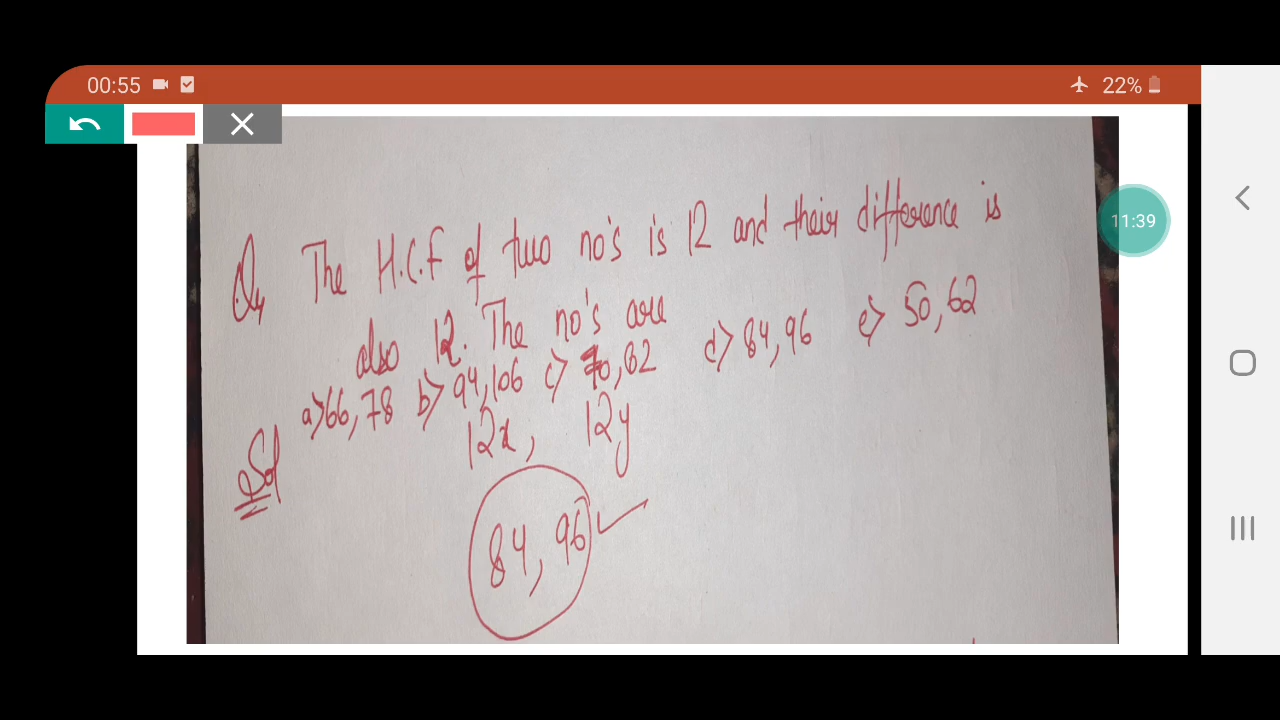 00:55 22%
11:39
Q4 The H.C.F of two no's is 12 and their difference is
also 12. The no's are
a> 66, 78 b> 94, 106 c> 70, 82 d> 84, 96 e> 50, 62
Sol 12x, 12y
84, 96